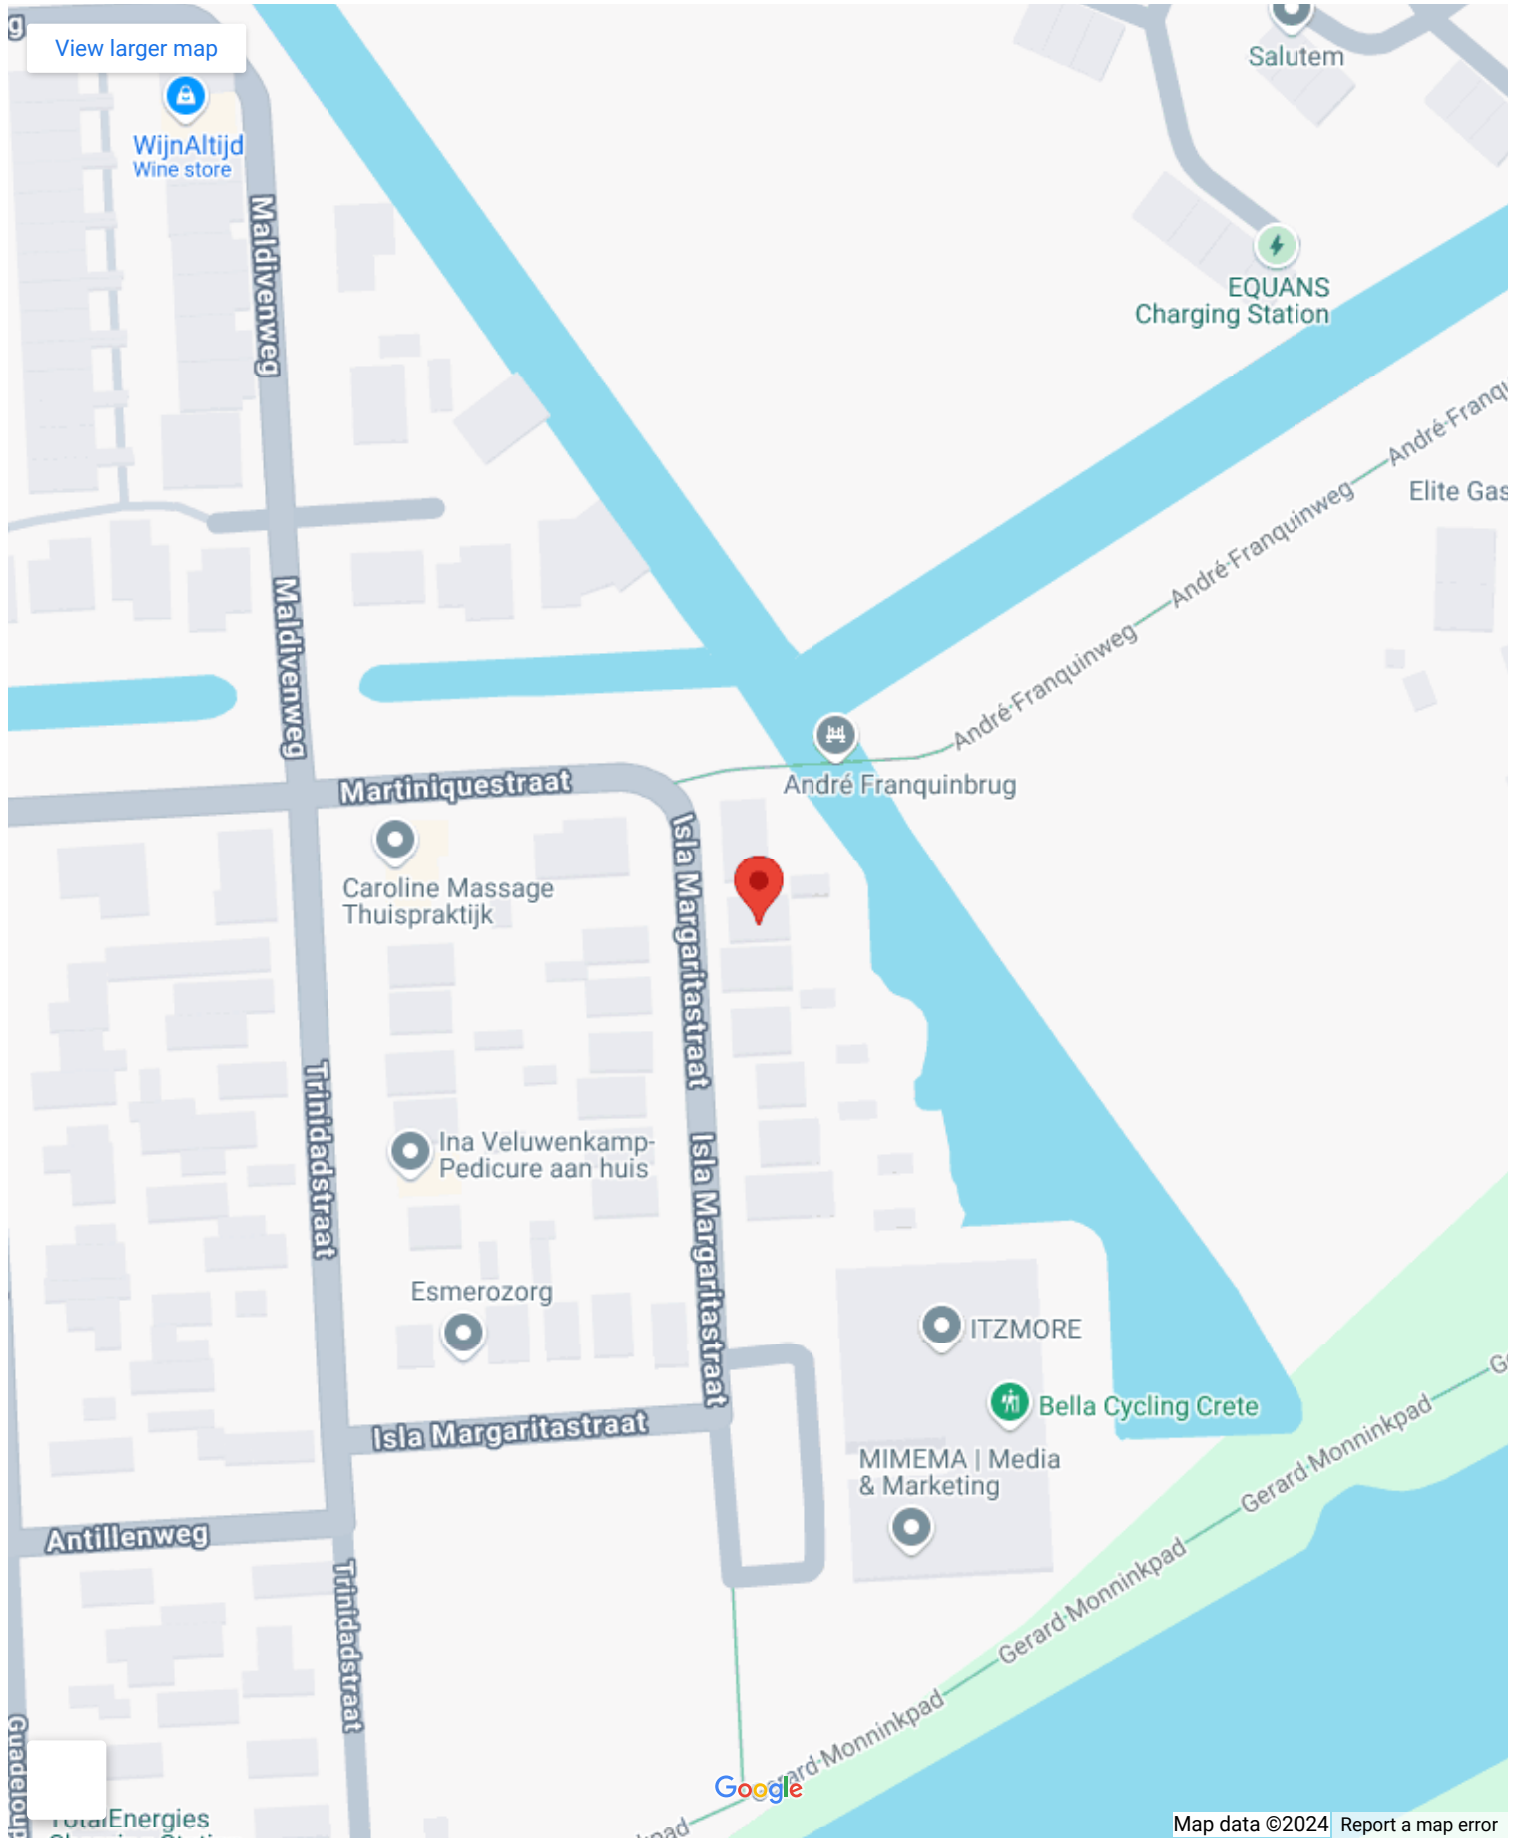 g
View larger map
Salutem
WijnAltijd
Wine store
Maldivenweg
EQUANS
Charging Station
André-Franquinweg
Elite Gas
André-Franquinweg
André-Franquinweg
Maldivenweg
André Franquinbrug
Martiniquestraat
Isla Margaritastraat
Caroline Massage
Thuispraktijk
Trinidadstraat
Ina Veluwenkamp-
Pedicure aan huis
Isla Margaritastraat
Esmerozorg
ITZMORE
Bella Cycling Crete
Gerard-Monninkpad
Isla Margaritastraat
MIMEMA | Media
& Marketing
Antillenweg
Gerard-Monninkpad
Trinidadstraat
Gerard-Monninkpad
Guadeloup
Google
TotalEnergies
Map data ©2024
Report a map error